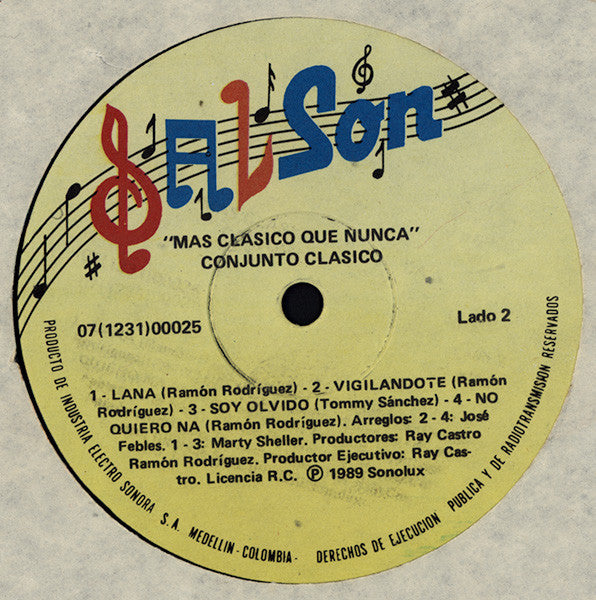 SALSon
"MAS CLASICO QUE NUNCA"
CONJUNTO CLASICO
07(1231)00025
Lado 2
1 - LANA (Ramón Rodríguez) - 2 - VIGILANDOTE (Ramón
Rodríguez) - 3 - SOY OLVIDO (Tommy Sánchez) - 4 - NO
QUIERO NA (Ramón Rodríguez). Arreglos: 2 - 4: José
Febles. 1 - 3: Marty Sheller. Productores: Ray Castro
Ramón Rodríguez. Productor Ejecutivo: Ray Cas-
tro. Licencia R.C. Ⓟ 1989 Sonolux
PRODUCTO DE INDUSTRIA ELECTRO SONORA S.A. MEDELLIN - COLOMBIA - DERECHOS DE EJECUCION PUBLICA Y DE RADIOTRANSMISION RESERVADOS